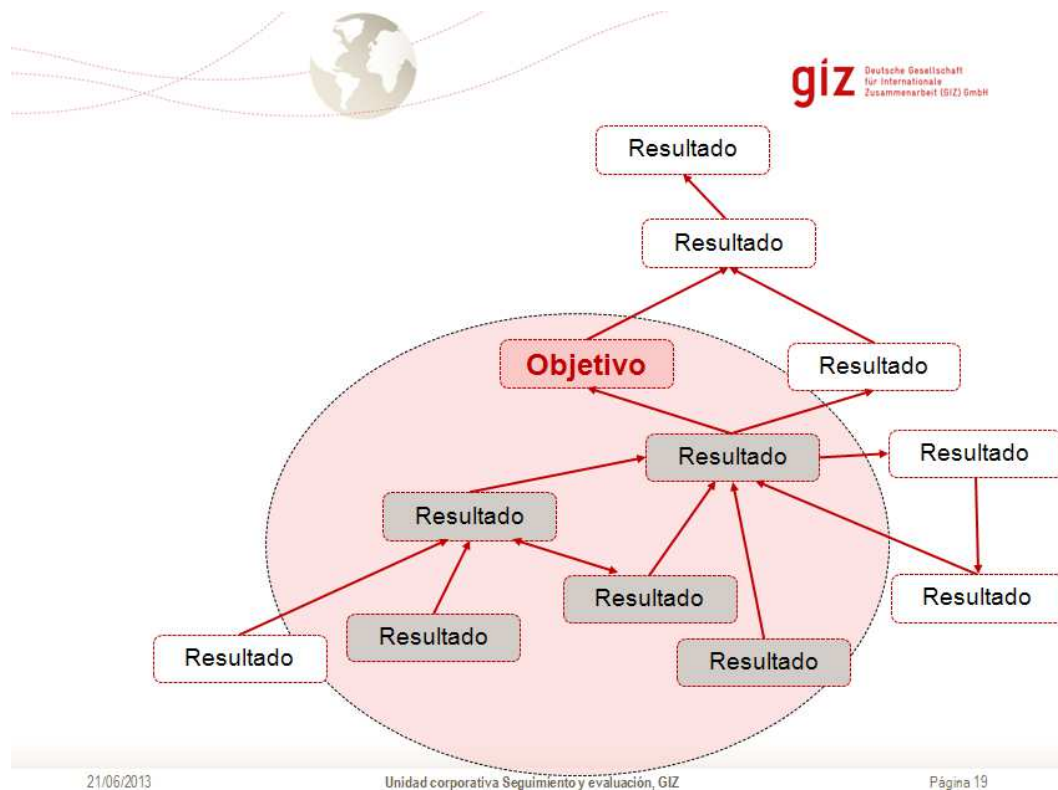 giz
Deutsche Gesellschaft
für Internationale
Zusammenarbeit (GIZ) GmbH
Resultado
Resultado
Objetivo
Resultado
Resultado
Resultado
Resultado
Resultado
Resultado
Resultado
Resultado
Resultado
21/06/2013
Unidad corporativa Seguimiento y evaluación, GIZ
Página 19